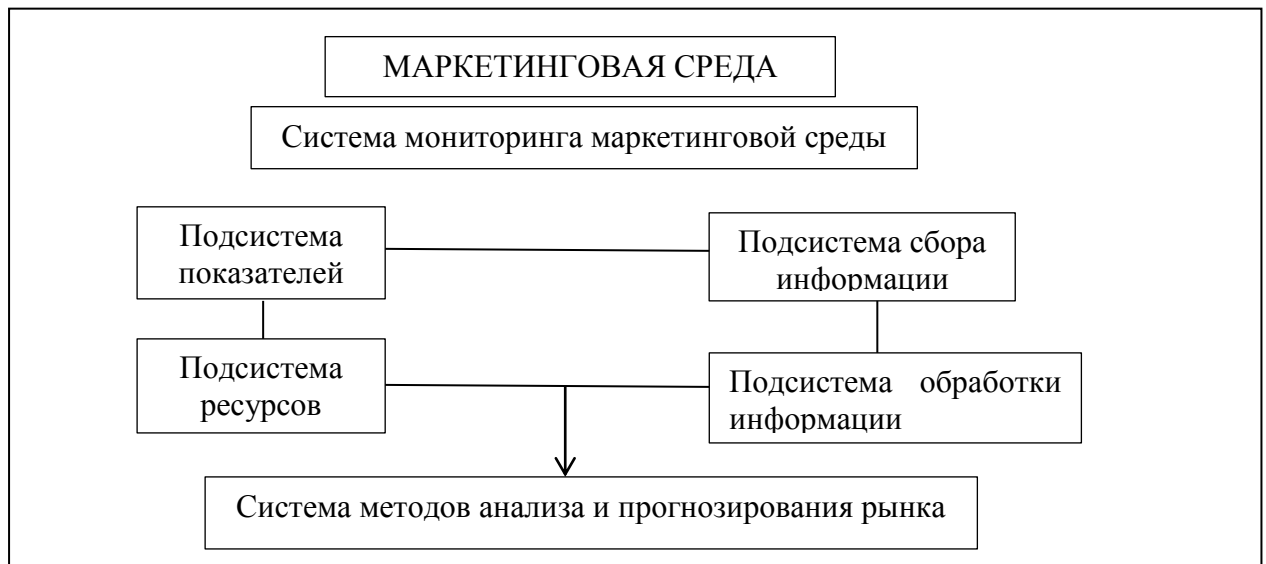 МАРКЕТИНГОВАЯ СРЕДА
Система мониторинга маркетинговой среды
Подсистема
показателей
Подсистема сбора
информации
Подсистема
ресурсов
Подсистема обработки
информации
Система методов анализа и прогнозирования рынка